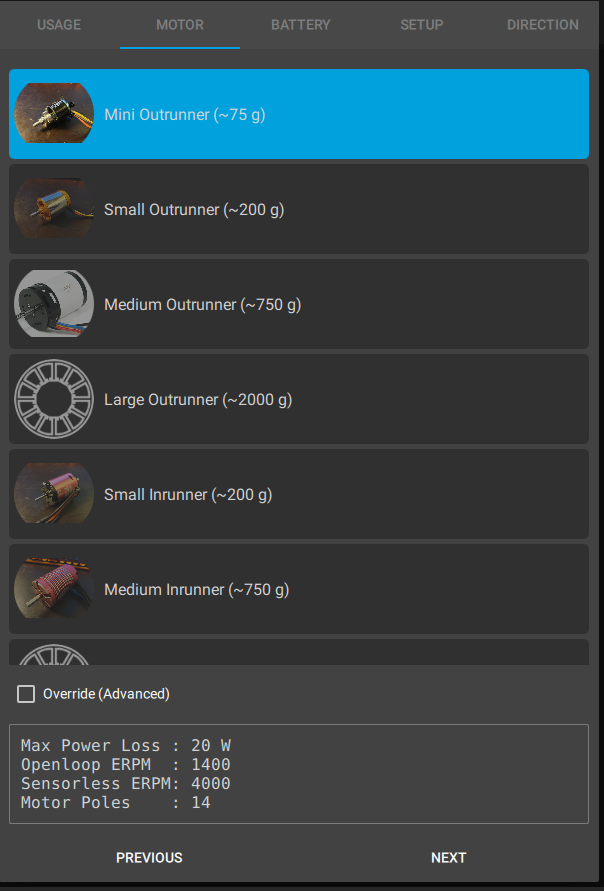 USAGE MOTOR BATTERY SETUP DIRECTION
Mini Outrunner (~75 g)
Small Outrunner (~200 g)
Medium Outrunner (~750 g)
Large Outrunner (~2000 g)
Small Inrunner (~200 g)
Medium Inrunner (~750 g)
Override (Advanced)
Max Power Loss : 20 W
Openloop ERPM  : 1400
Sensorless ERPM: 4000
Motor Poles    : 14
PREVIOUS NEXT